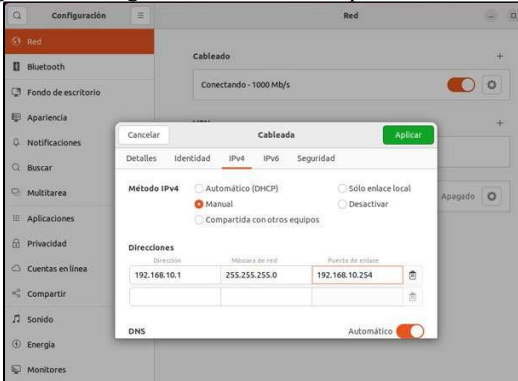 Configuración
Red
Red
Bluetooth
Fondo de escritorio
Apariencia
Notificaciones
Buscar
Multitarea
Aplicaciones
Privacidad
Cuentas en línea
Compartir
Sonido
Energía
Monitores
Cableado
Conectando - 1000 Mb/s
Apagado
Cancelar
Cableada
Aplicar
Detalles Identidad IPv4 IPv6 Seguridad
Método IPv4
Automático (DHCP) Sólo enlace local
Manual Desactivar
Compartida con otros equipos
Direcciones
Dirección Máscara de red Puerta de enlace
192.168.10.1 255.255.255.0 192.168.10.254
DNS Automático